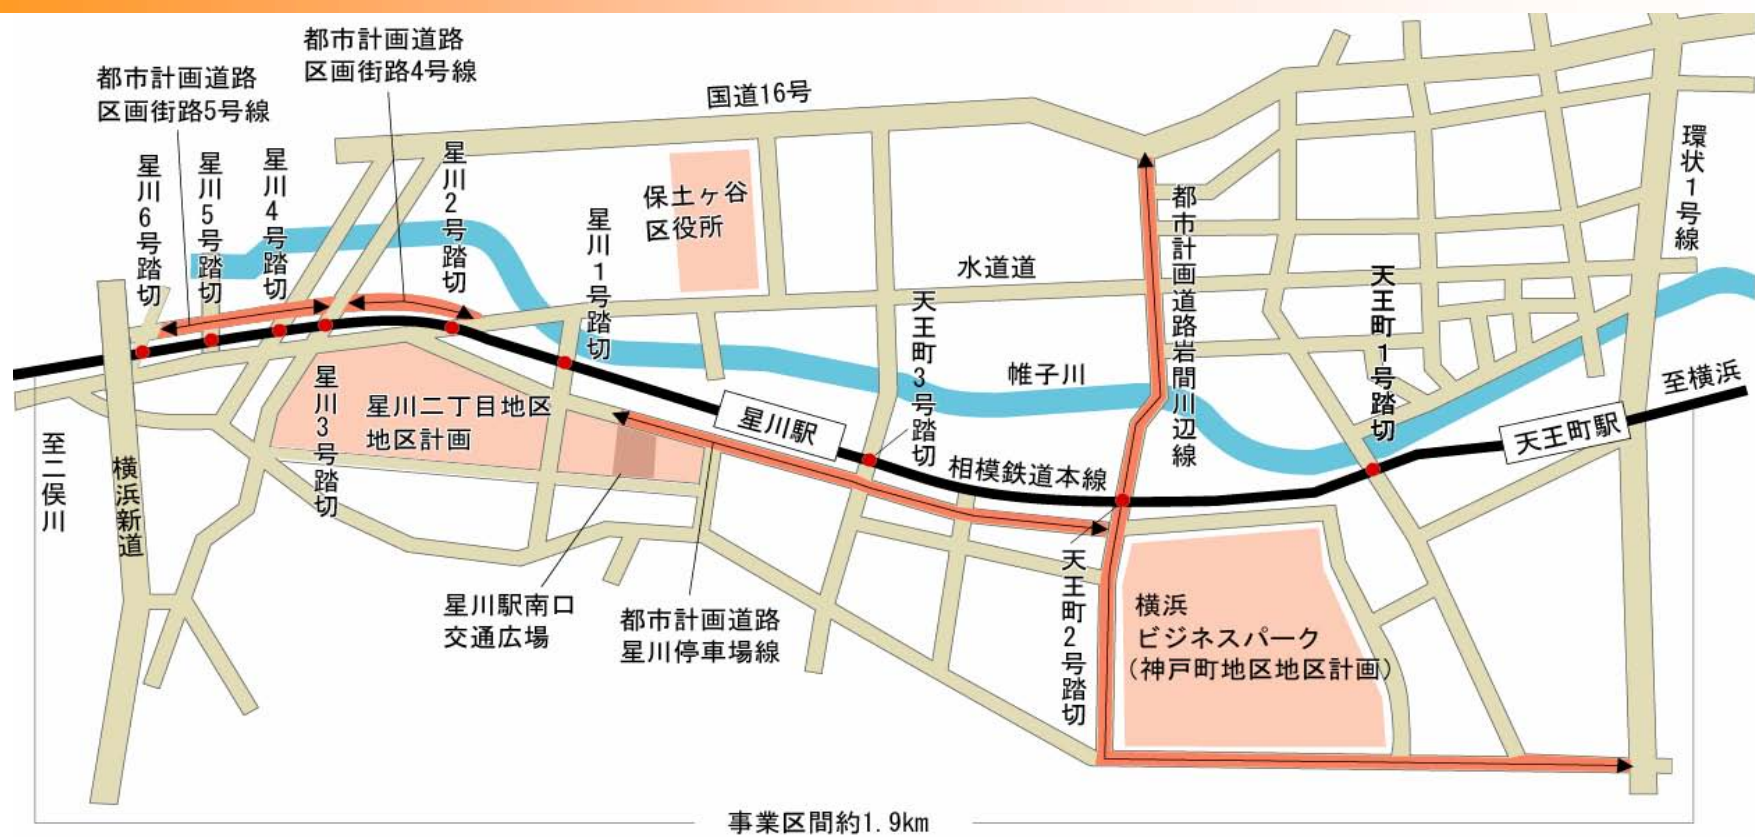 都市計画道路
区画街路4号線
都市計画道路
区画街路5号線
国道16号
星川6号踏切
星川5号踏切
星川4号踏切
星川2号踏切
星川1号踏切
保土ヶ谷
区役所
水道道
都市計画道路岩間川辺線
環状1号線
天王町3号踏切
天王町1号踏切
帷子川
至横浜
星川3号踏切
星川二丁目地区
地区計画
星川駅
天王町駅
相模鉄道本線
至二俣川
横浜新道
天王町2号踏切
星川駅南口
交通広場
都市計画道路
星川停車場線
横浜
ビジネスパーク
(神戸町地区地区計画)
事業区間約1.9km